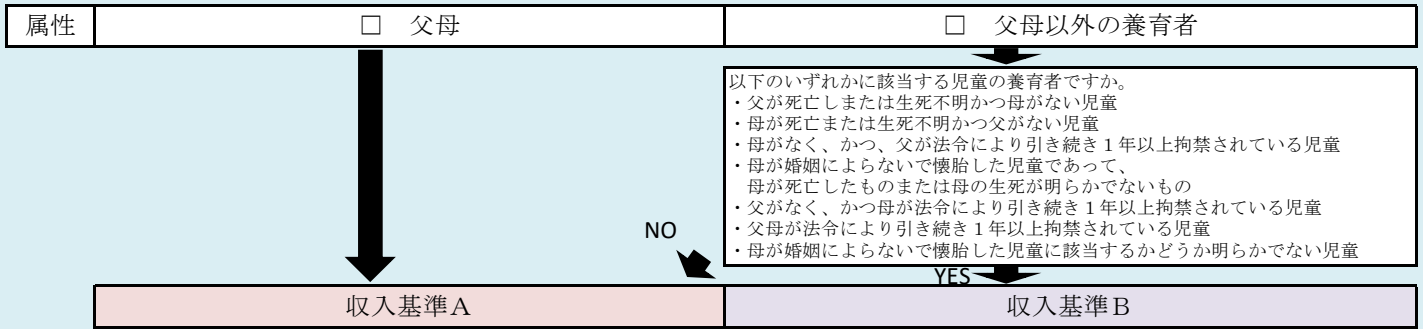 属性
□ 父母
□ 父母以外の養育者
以下のいずれかに該当する児童の養育者ですか。
・父が死亡しまたは生死不明かつ母がない児童
・母が死亡または生死不明かつ父がない児童
・母がなく、かつ、父が法令により引き続き1年以上拘禁されている児童
・母が婚姻によらないで懐胎した児童であって、
母が死亡したものまたは母の生死が明らかでないもの
・父がなく、かつ母が法令により引き続き1年以上拘禁されている児童
・父母が法令により引き続き1年以上拘禁されている児童
・母が婚姻によらないで懐胎した児童に該当するかどうか明らかでない児童
NO
YES
収入基準A
収入基準B